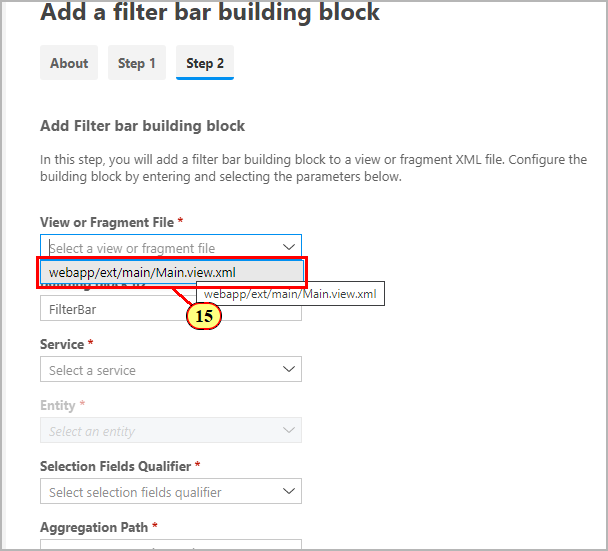 Add a filter bar building block
About
Step 1
Step 2
Add Filter bar building block
In this step, you will add a filter bar building block to a view or fragment XML file. Configure the
building block by entering and selecting the parameters below.
View or Fragment File *
Select a view or fragment file
webapp/ext/main/Main.view.xml
webapp/ext/main/Main.view.xml
FilterBar
15
Service *
Select a service
Entity *
Select an entity
Selection Fields Qualifier *
Select selection fields qualifier
Aggregation Path *